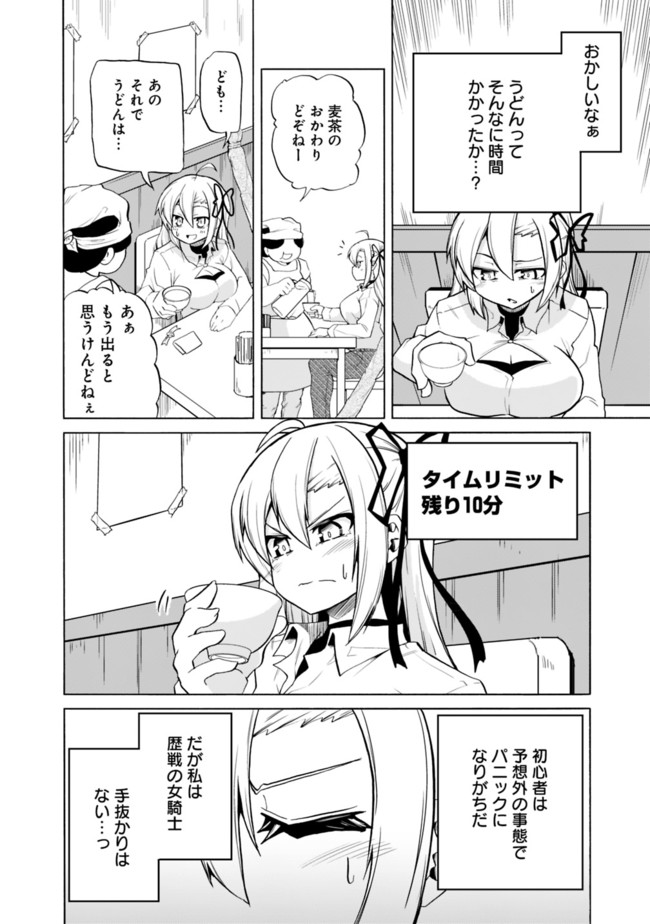 おかしいなぁ
うどんって
そんなに時間
かかったか…?
麦茶の
おかわり
どぞねー
ども…
あの
それで
うどんは…
あぁ
もう出ると
思うけんどねぇ
タイムリミット
残り10分
初心者は
予想外の事態で
パニックに
なりがちだ
だが私は
歴戦の女騎士
手抜かりは
ない…っ